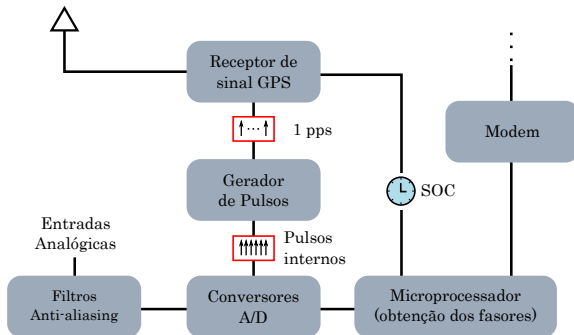 Receptor de
sinal GPS
1 pps
Modem
Gerador
de Pulsos
SOC
Entradas
Analógicas
Pulsos
internos
Filtros
Anti-aliasing
Conversores
A/D
Microprocessador
(obtenção dos fasores)